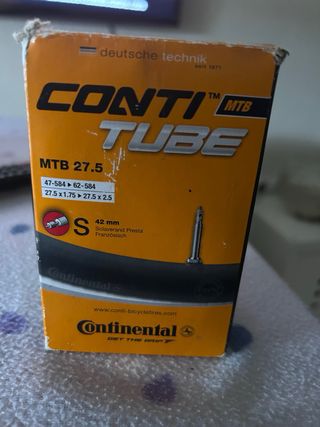 deutsche technik
seit 1871
CONTI™ MTB
TUBE
MTB 27.5
47-584 ▸ 62-584
27.5 x 1.75 ▸ 27.5 x 2.5
S 42 mm
Sclaverand Presta
Französisch
www.conti-bicycletires.com
Continental
GET THE GRIP